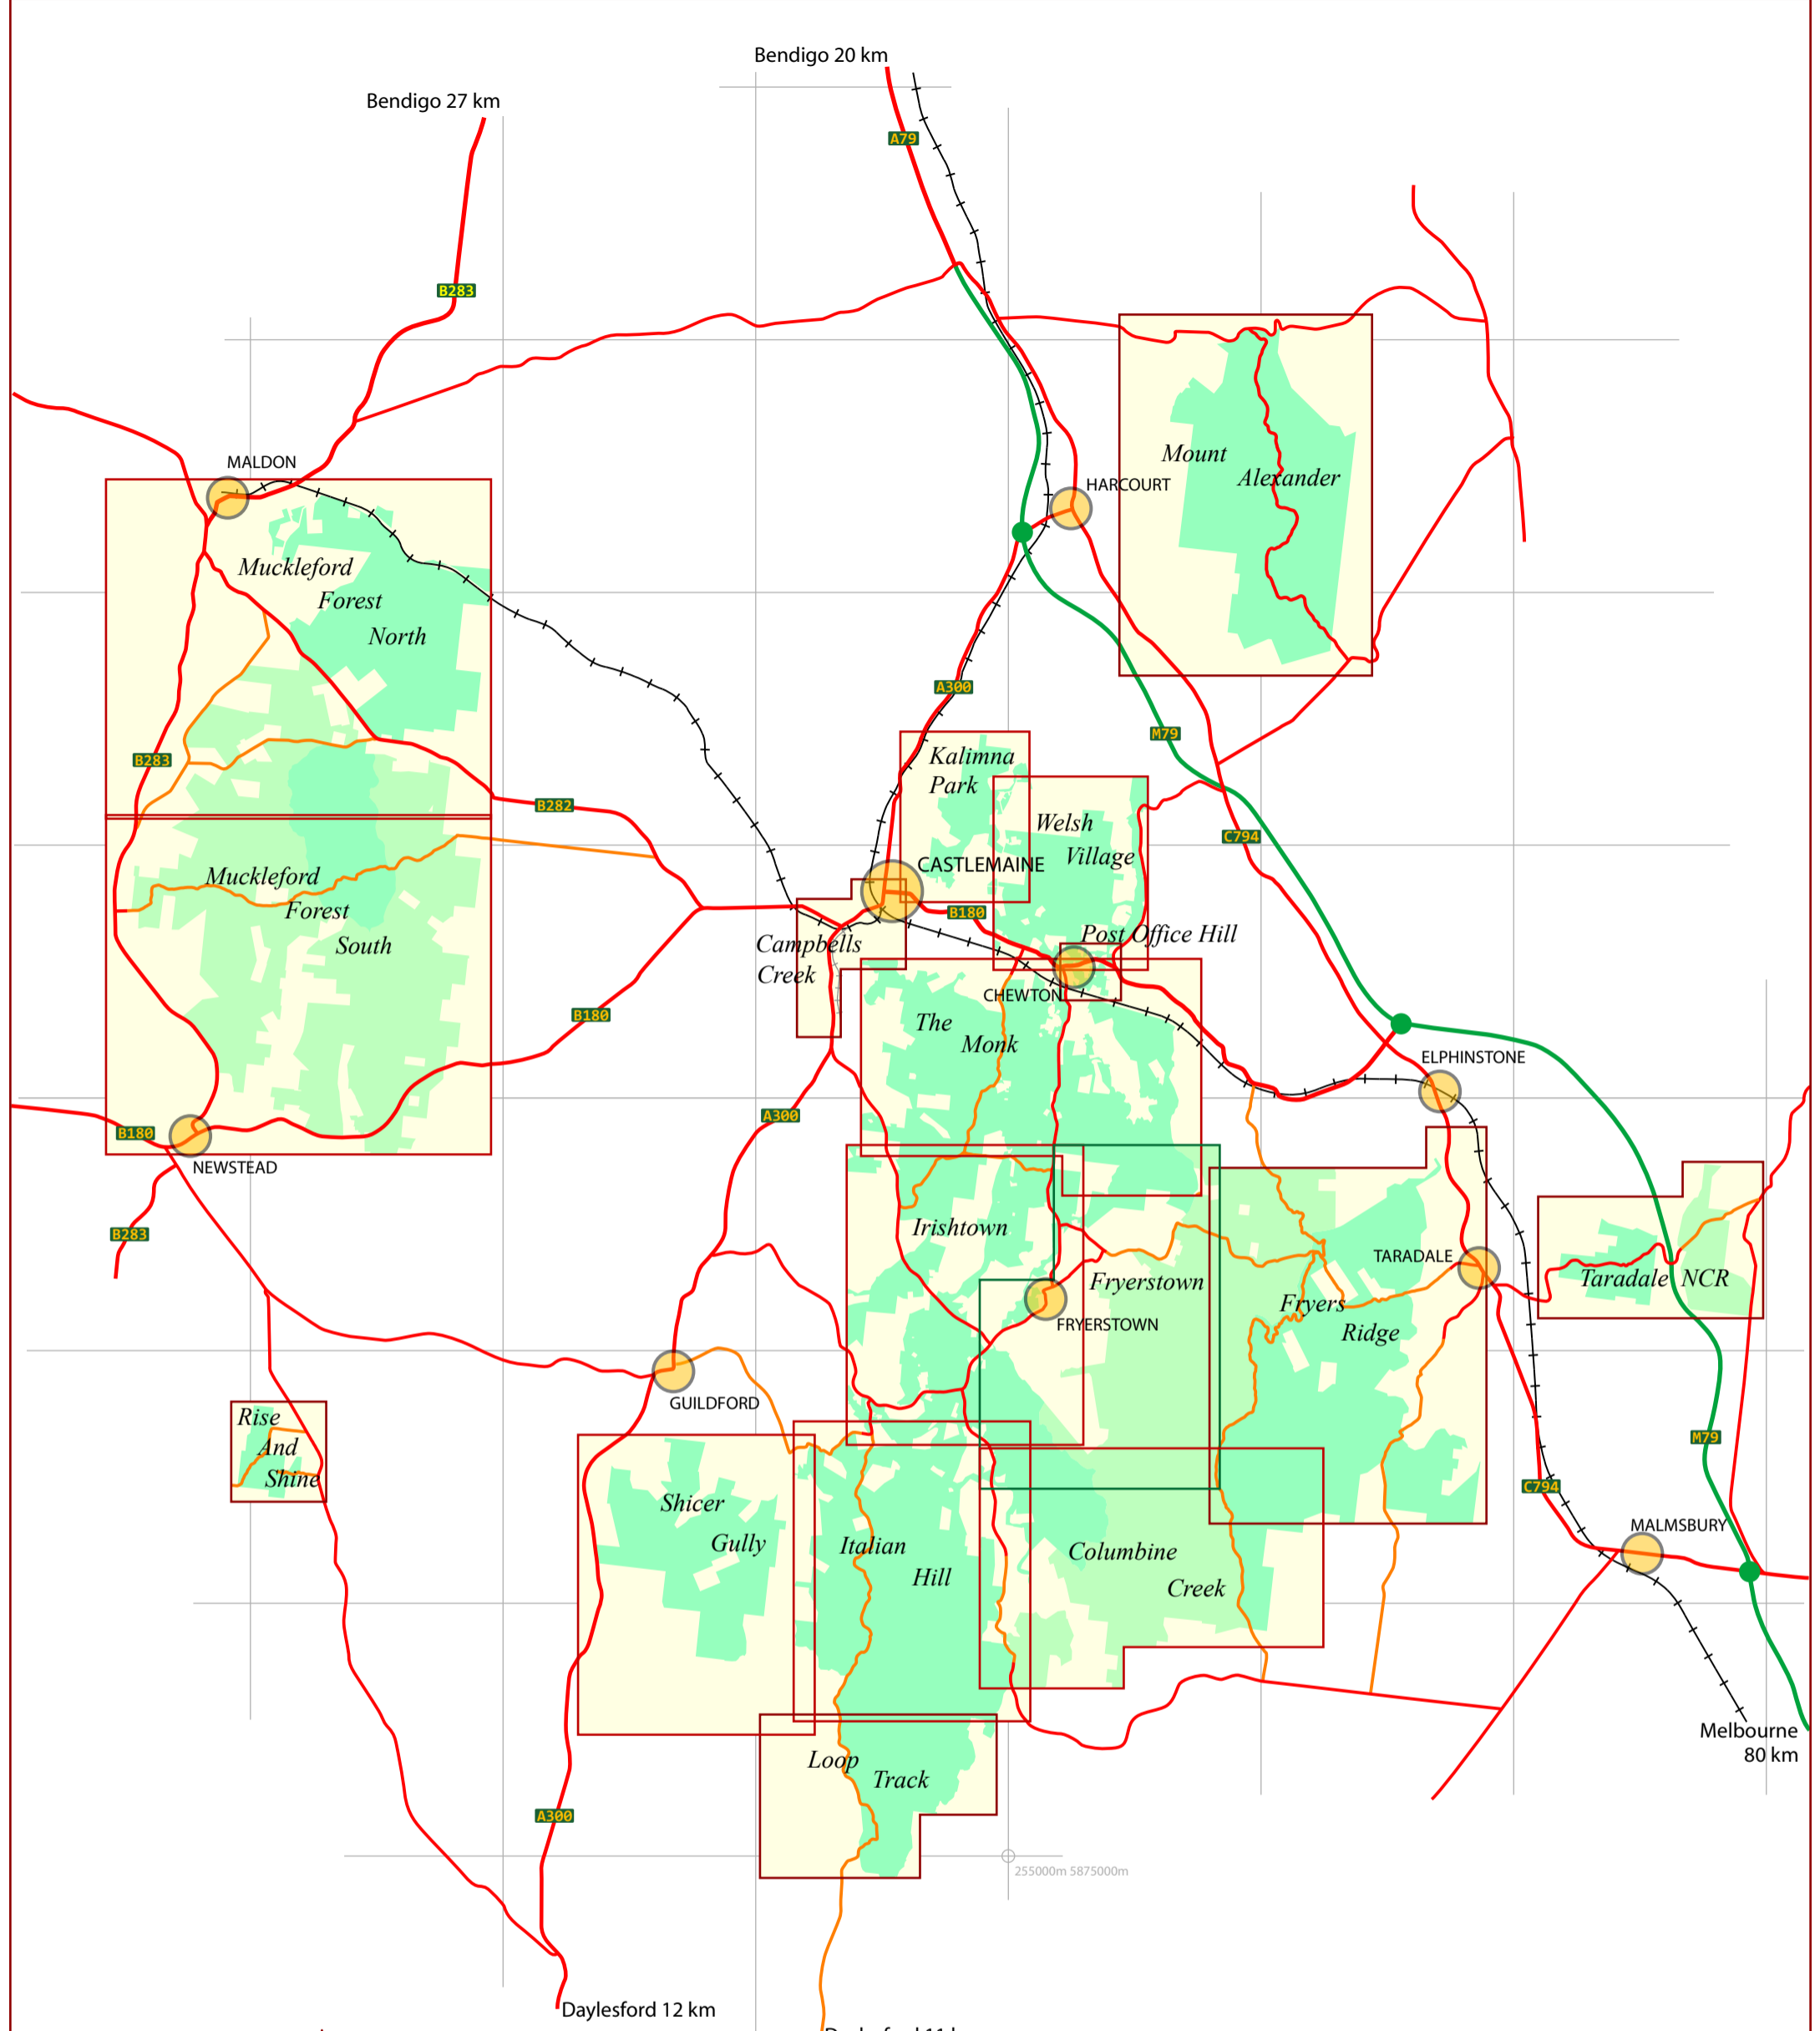 Bendigo 20 km
Bendigo 27 km
A79
B283
MALDON
Mount
Alexander
HARCOURT
Muckleford
Forest
North
A300
M79
Kalimna
Park
B283
B282
Welsh
Village
C794
CASTLEMAINE
Muckleford
Forest
South
B180
Post Office Hill
Campbells
Creek
CHEWTON
B180
The
Monk
ELPHINSTONE
A300
B180
NEWSTEAD
B283
Irishtown
TARADALE
Fryerstown
Taradale NCR
Fryers
Ridge
FRYERSTOWN
GUILDFORD
Rise
And
Shine
M79
C794
Shicer
Gully
Italian
Hill
Columbine
Creek
MALMSBURY
Melbourne
80 km
Loop
Track
A300
255000m 5875000m
Daylesford 12 km